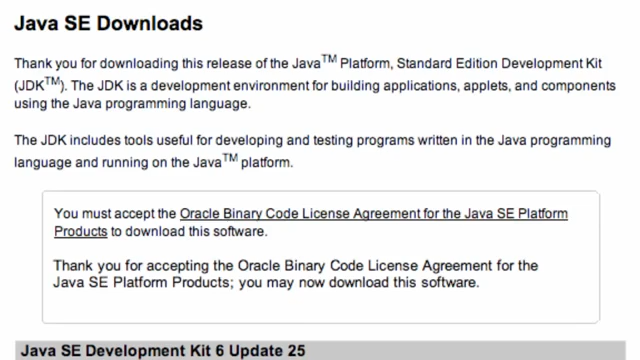 Java SE Downloads
Thank you for downloading this release of the Java™ Platform, Standard Edition Development Kit
(JDK™). The JDK is a development environment for building applications, applets, and components
using the Java programming language.
The JDK includes tools useful for developing and testing programs written in the Java programming
language and running on the Java™ platform.
You must accept the Oracle Binary Code License Agreement for the Java SE Platform
Products to download this software.
Thank you for accepting the Oracle Binary Code License Agreement for the
Java SE Platform Products; you may now download this software.
Java SE Development Kit 6 Update 25